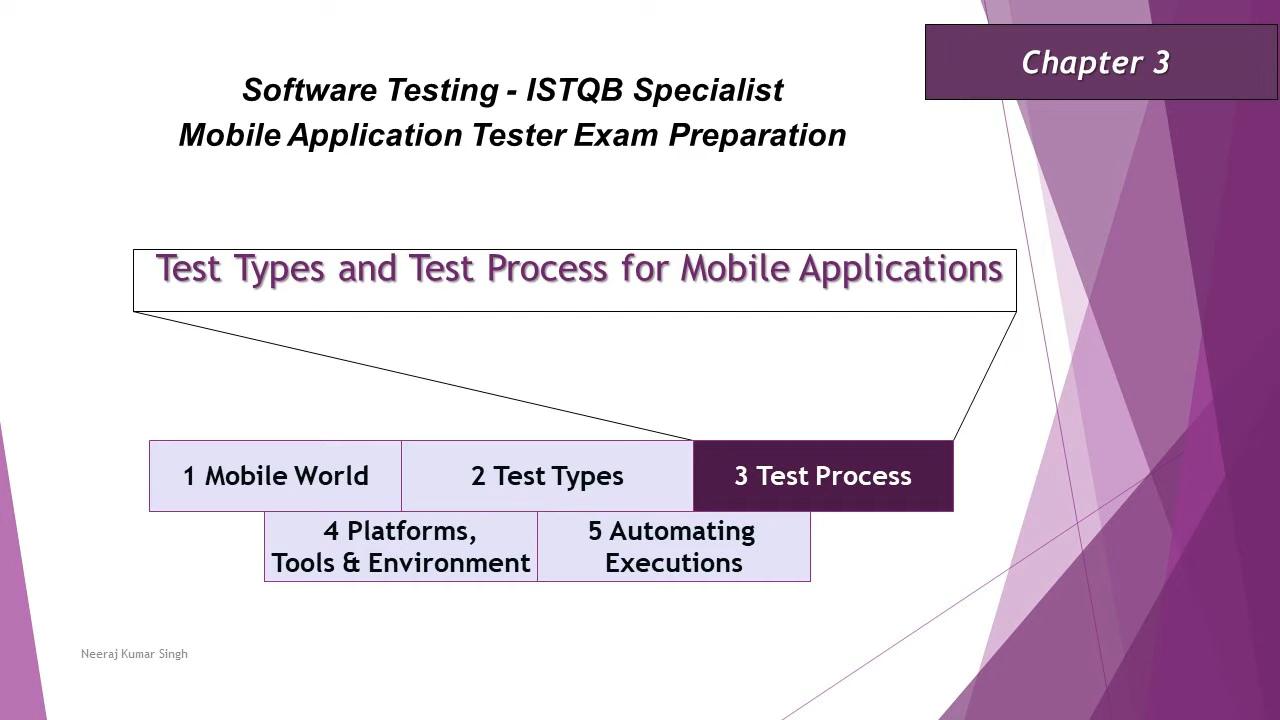 Chapter 3
Software Testing - ISTQB Specialist
Mobile Application Tester Exam Preparation
Test Types and Test Process for Mobile Applications
1 Mobile World
2 Test Types
3 Test Process
4 Platforms,
Tools & Environment
5 Automating
Executions
Neeraj Kumar Singh